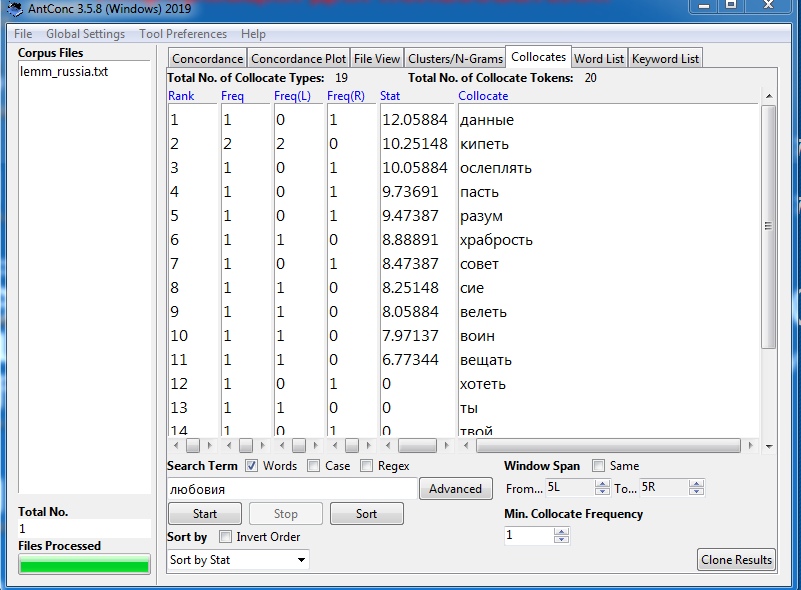 AntConc 3.5.8 (Windows) 2019
File Global Settings Tool Preferences Help
Corpus Files
lemm_russia.txt
Concordance Concordance Plot File View Clusters/N-Grams Collocates Word List Keyword List
Total No. of Collocate Types: 19 Total No. of Collocate Tokens: 20
Rank Freq Freq(L) Freq(R) Stat Collocate
1 1 0 1 12.05884 данные
2 2 2 0 10.25148 кипеть
3 1 0 1 10.05884 ослеплять
4 1 0 1 9.73691 пасть
5 1 0 1 9.47387 разум
6 1 1 0 8.88891 храбрость
7 1 0 1 8.47387 совет
8 1 1 0 8.25148 сие
9 1 1 0 8.05884 велеть
10 1 1 0 7.97137 воин
11 1 1 0 6.77344 вещать
12 1 0 1 0 хотеть
13 1 1 0 0 ты
14 1 0 1 0 твой
Search Term Words Case Regex
любовия
Advanced
Start Stop Sort
Sort by Invert Order
Sort by Stat
Window Span Same
From... 5L To... 5R
Min. Collocate Frequency
1
Clone Results
Total No.
1
Files Processed